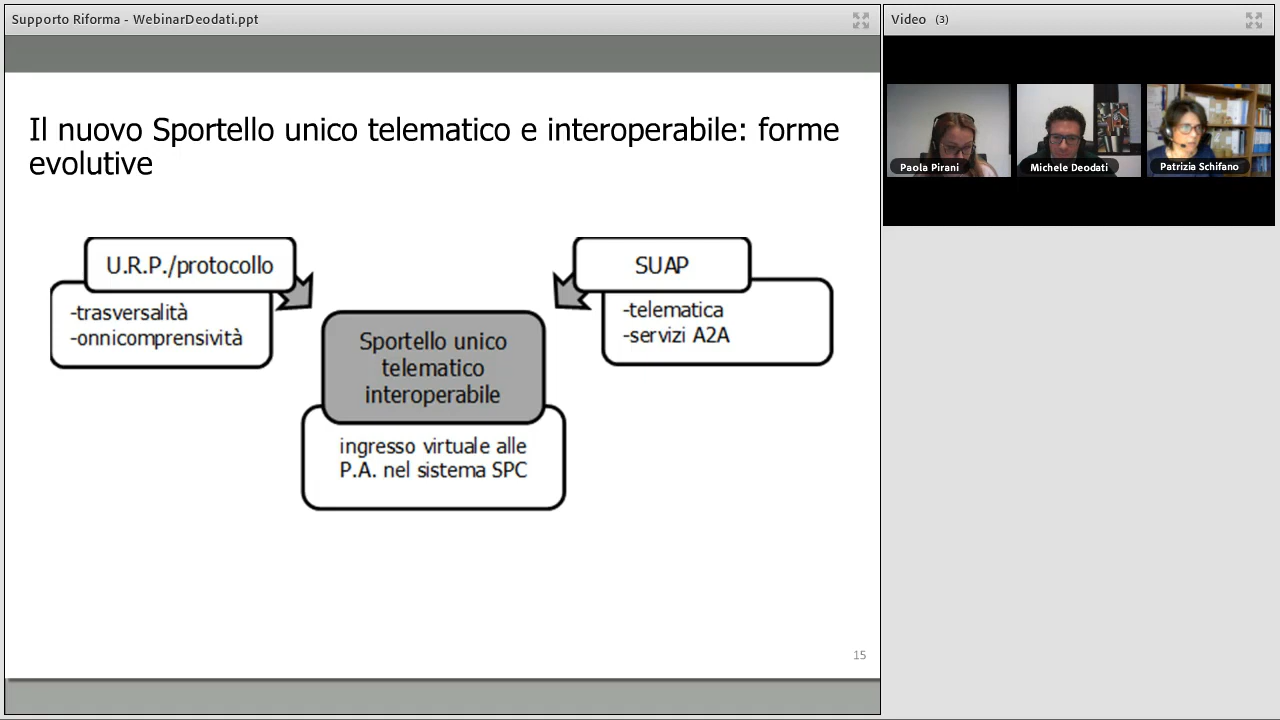 Supporto Riforma - WebinarDeodati.ppt
Video (3)
Paola Pirani
Michele Deodati
Patrizia Schifano
Il nuovo Sportello unico telematico e interoperabile: forme
evolutive
U.R.P./protocollo
-trasversalità
-onnicomprensività
SUAP
-telematica
-servizi A2A
Sportello unico
telematico
interoperabile
ingresso virtuale alle
P.A. nel sistema SPC
15